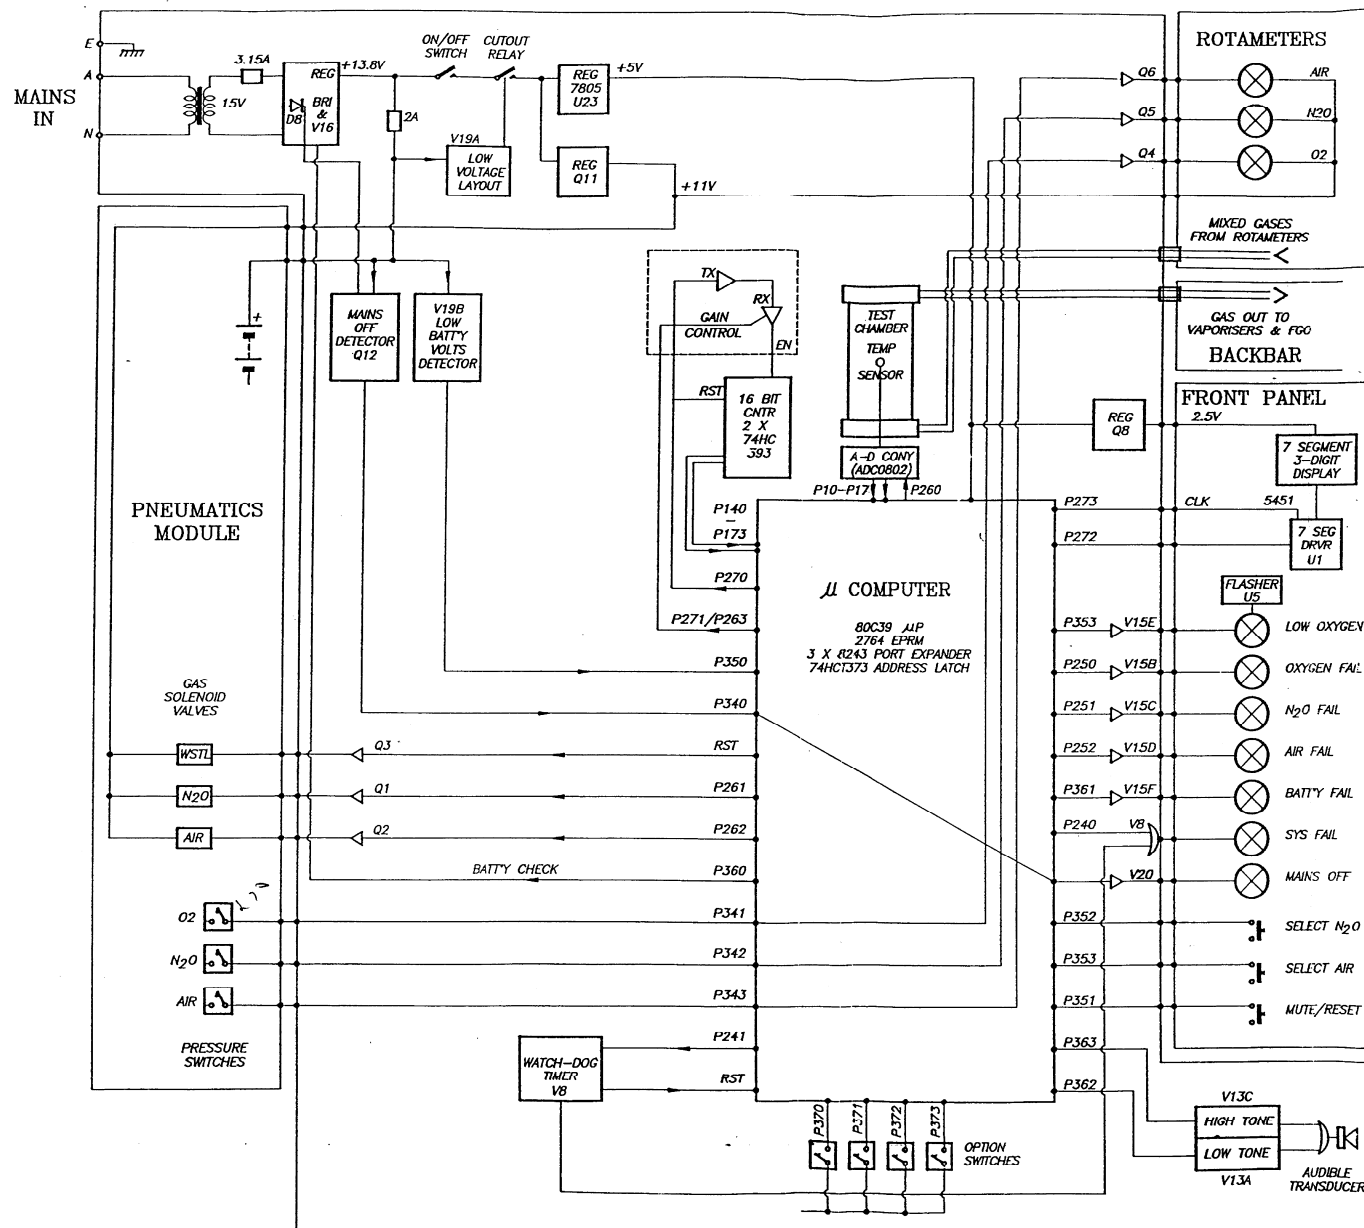 MAINS
IN
E
A
N
3.15A
15V
REG
BRI
&
V16
D8
+13.8V
2A
ON/OFF
SWITCH
CUTOUT
RELAY
V19A
LOW
VOLTAGE
LAYOUT
REG
7805
U23
+5V
REG
Q11
+11V
Q6
Q5
Q4
ROTAMETERS
AIR
N2O
O2
MIXED GASES
FROM ROTAMETERS
GAS OUT TO
VAPORISERS & FGO
BACKBAR
+
MAINS
OFF
DETECTOR
Q12
V19B
LOW
BATT'Y
VOLTS
DETECTOR
TX
RX
GAIN
CONTROL
EN
RST
16 BIT
CNTR
2 X
74HC
393
TEST
CHAMBER
TEMP
SENSOR
A-D CONV
(ADC0802)
P10-P17
P260
REG
Q8
FRONT PANEL
2.5V
7 SEGMENT
3-DIGIT
DISPLAY
5451
CLK
7 SEG
DRVR
U1
P273
P272
PNEUMATICS
MODULE
P140
-
P173
P270
P271/P263
P350
P340
RST
P261
P262
P360
P341
P342
P343
P241
RST
μ COMPUTER
80C39 μP
2764 EPRM
3 X 8243 PORT EXPANDER
74HCT373 ADDRESS LATCH
GAS
SOLENOID
VALVES
WSTL
Q3
N2O
Q1
AIR
Q2
BATT'Y CHECK
O2
N2O
AIR
PRESSURE
SWITCHES
WATCH-DOG
TIMER
V8
P370
P371
P372
P373
OPTION
SWITCHES
FLASHER
U5
P353
V15E
LOW OXYGEN
P250
V15B
OXYGEN FAIL
P251
V15C
N2O FAIL
P252
V15D
AIR FAIL
P361
V15F
BATT'Y FAIL
P240
V8
SYS FAIL
V20
MAINS OFF
P352
SELECT N2O
P353
SELECT AIR
P351
MUTE/RESET
P363
P362
V13C
HIGH TONE
LOW TONE
V13A
AUDIBLE
TRANSDUCER